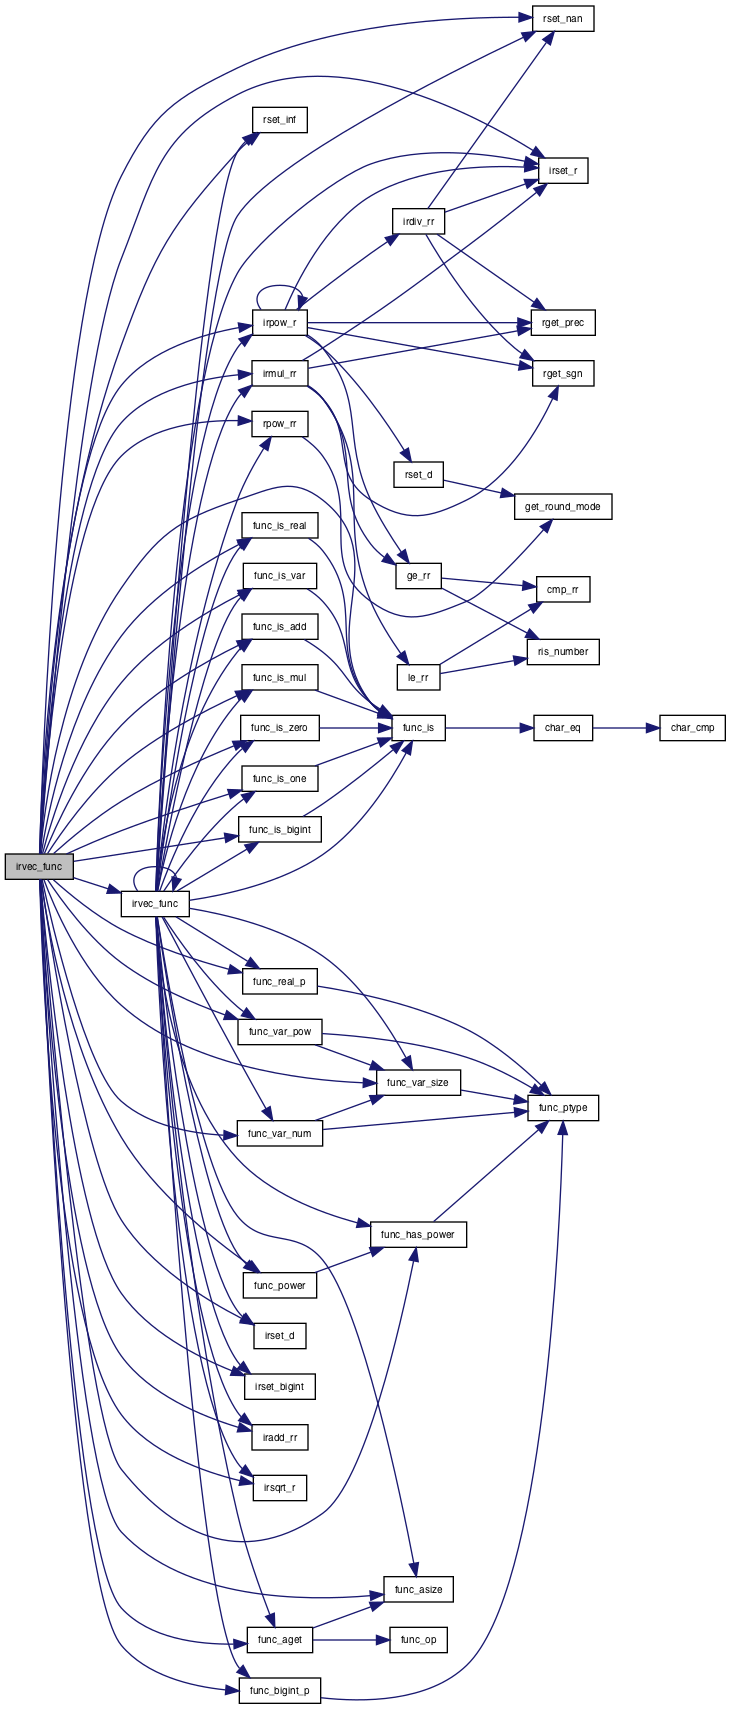 rset_nan
rset_inf
irset_r
irdiv_rr
irpow_r
rget_prec
irmul_rr
rget_sgn
rpow_rr
rset_d
get_round_mode
func_is_real
func_is_var
ge_rr
cmp_rr
func_is_add
ris_number
func_is_mul
le_rr
func_is_zero
func_is
char_eq
char_cmp
func_is_one
func_is_bigint
irvec_func
irvec_func
func_real_p
func_var_pow
func_var_size
func_ptype
func_var_num
func_has_power
func_power
irset_d
irset_bigint
iradd_rr
irsqrt_r
func_asize
func_aget
func_op
func_bigint_p